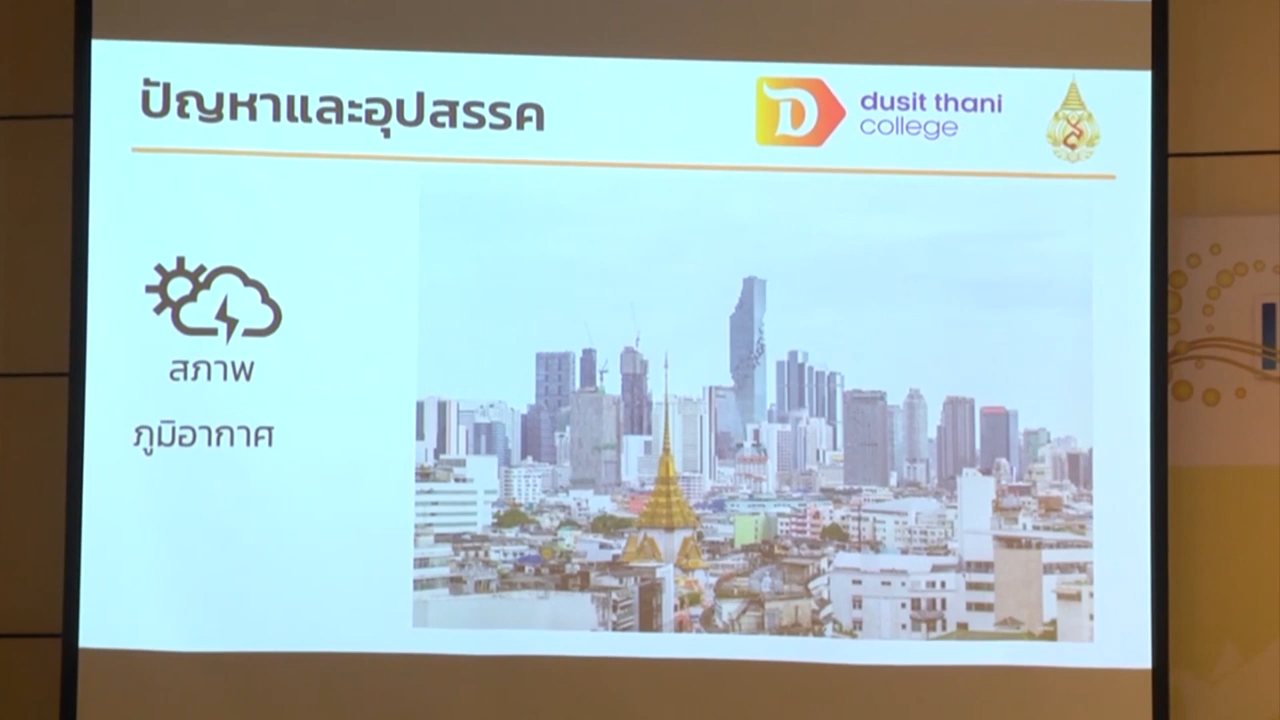 ปัญหาและอุปสรรค
dusit thani
college
สภาพ
ภูมิอากาศ